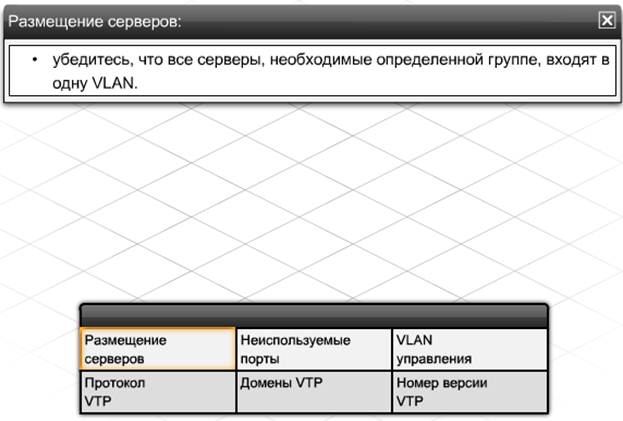 Размещение серверов:
• убедитесь, что все серверы, необходимые определенной группе, входят в
одну VLAN.
Размещение
серверов
Неиспользуемые
порты
VLAN
управления
Протокол
VTP
Домены VTP
Номер версии
VTP